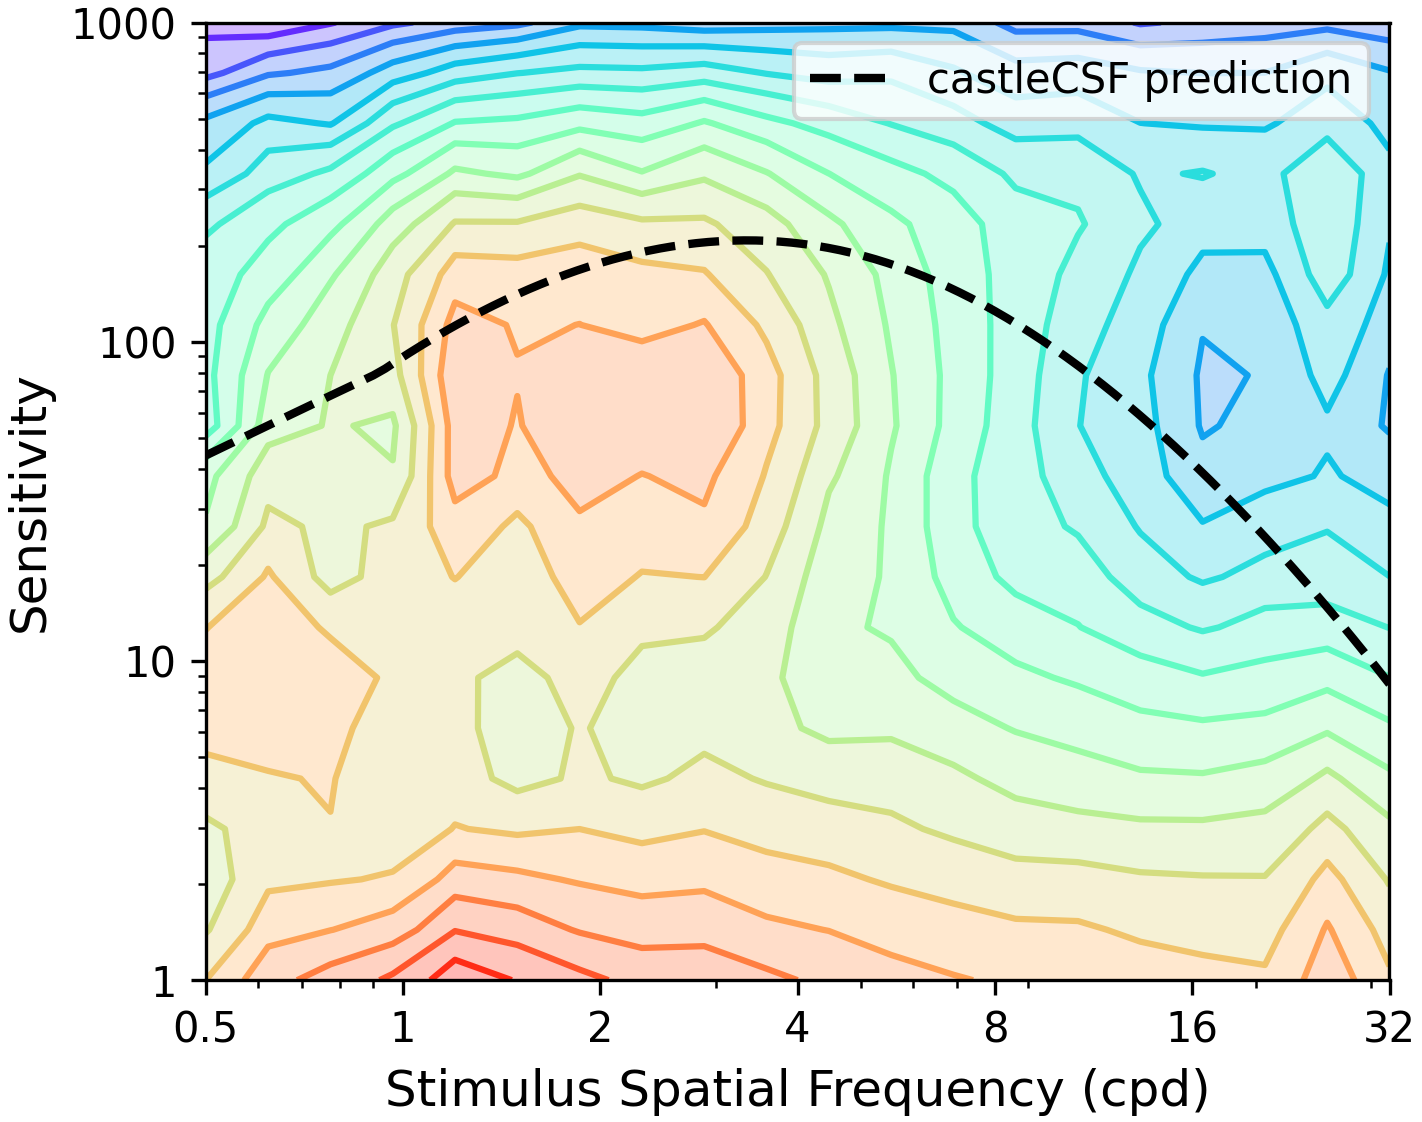 1000
castleCSF prediction
100
Sensitivity
10
1
0.5 1 2 4 8 16 32
Stimulus Spatial Frequency (cpd)